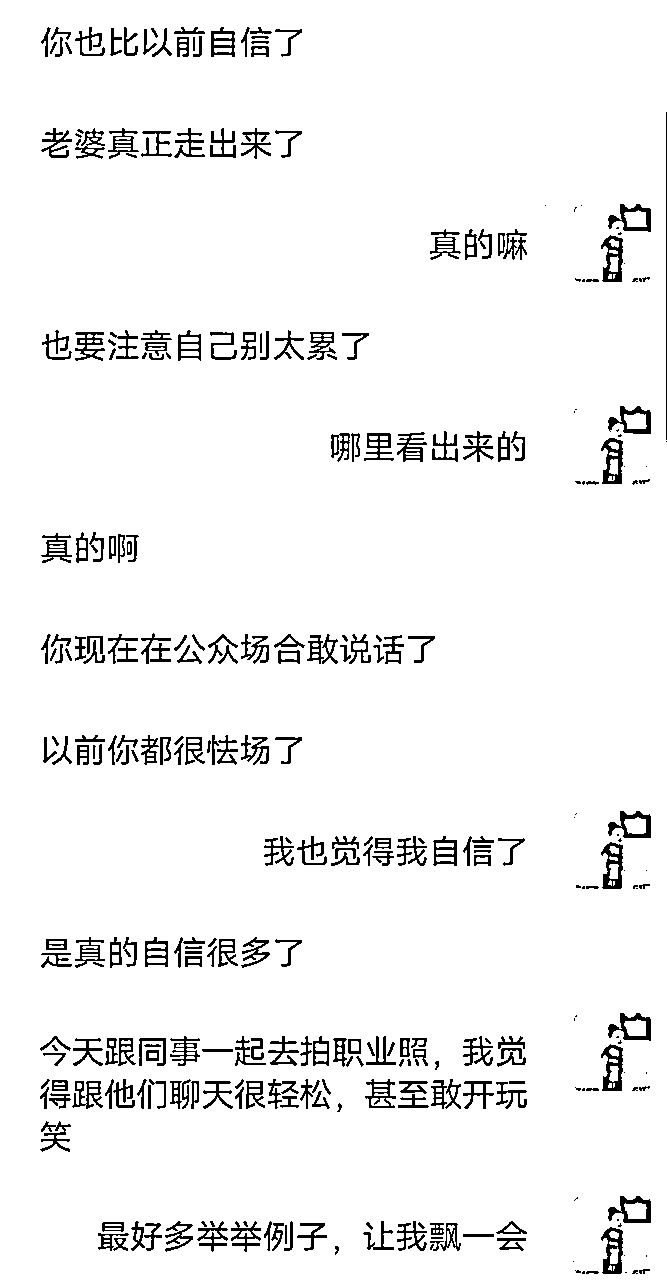 你也比以前自信了
老婆真正走出来了
真的嘛
也要注意自己别太累了
哪里看出来的
真的啊
你现在在公众场合敢说话了
以前你都很怯场了
我也觉得我自信了
是真的自信很多了
今天跟同事一起去拍职业照，我觉
得跟他们聊天很轻松，甚至敢开玩
笑
最好多举举例子，让我飘一会